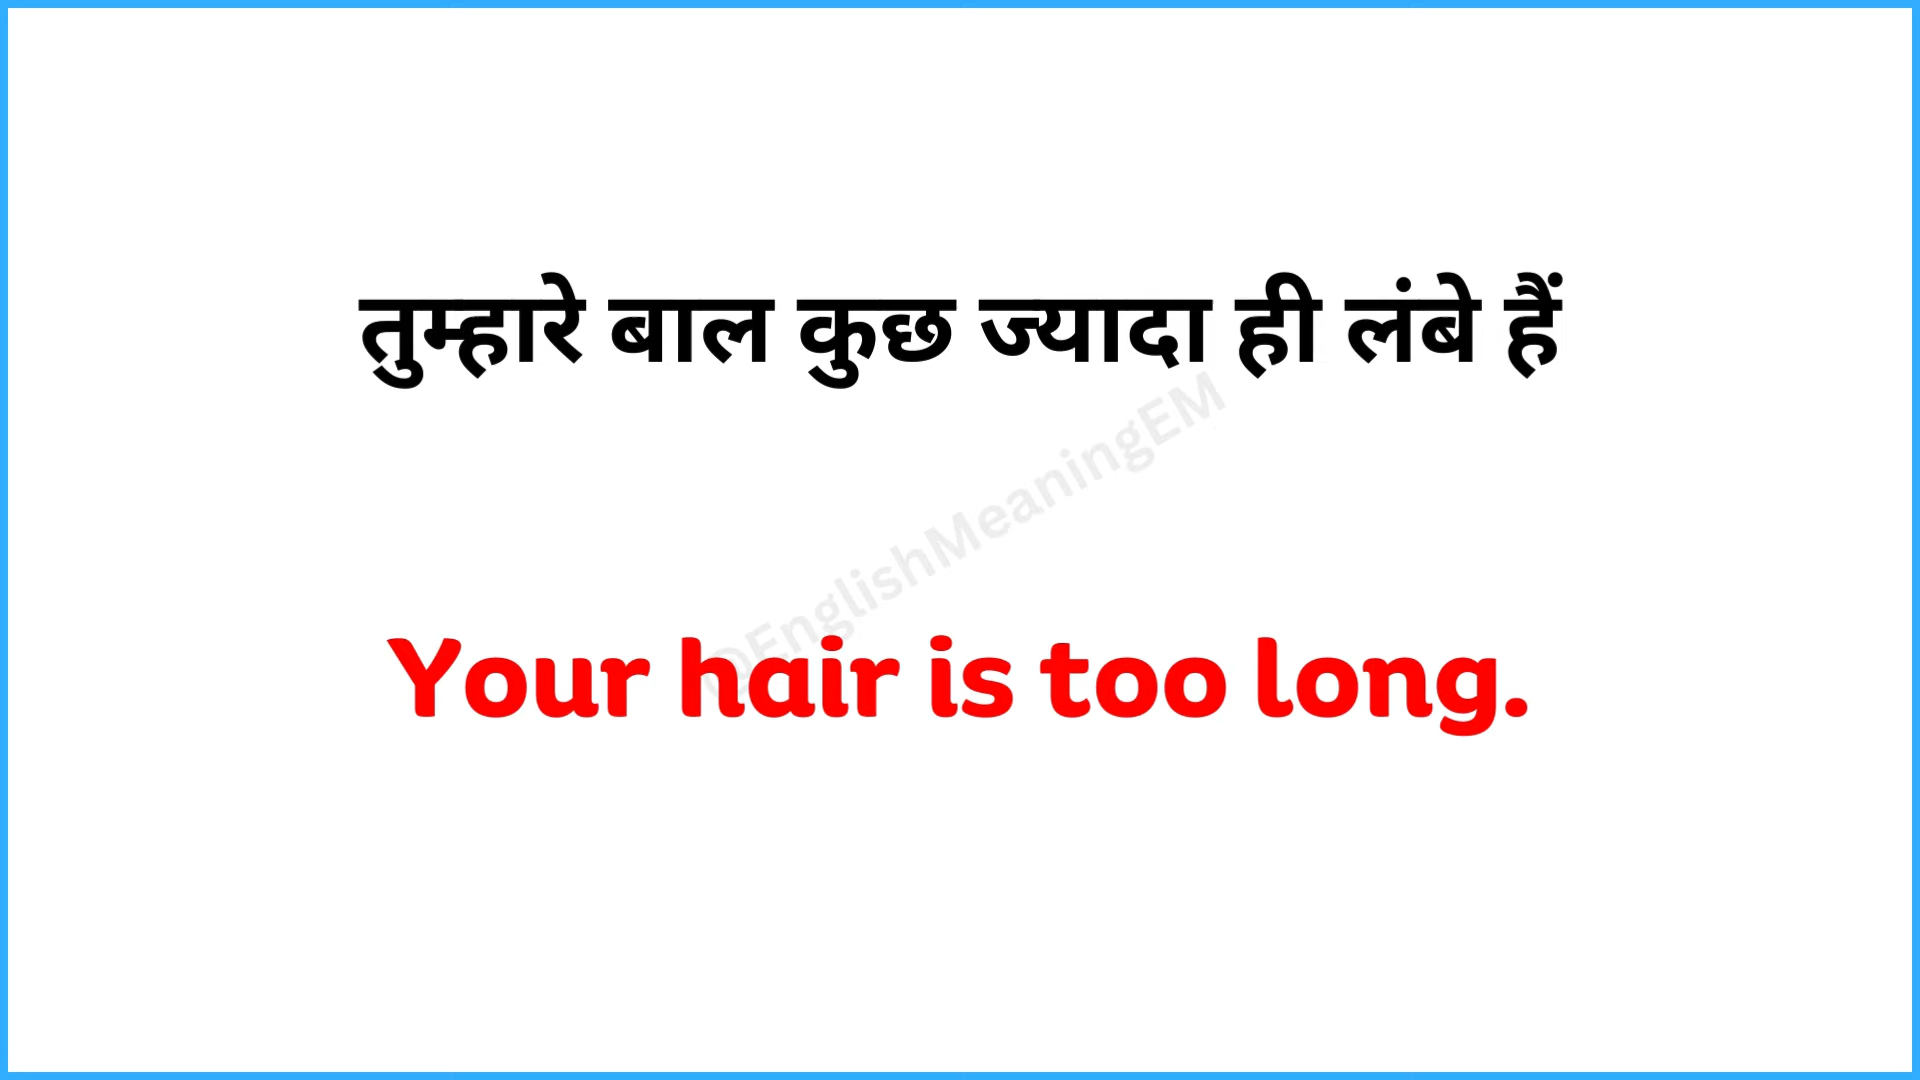 तुम्हारे बाल कुछ ज्यादा ही लंबे हैं
@EnglishMeaningEM
Your hair is too long.